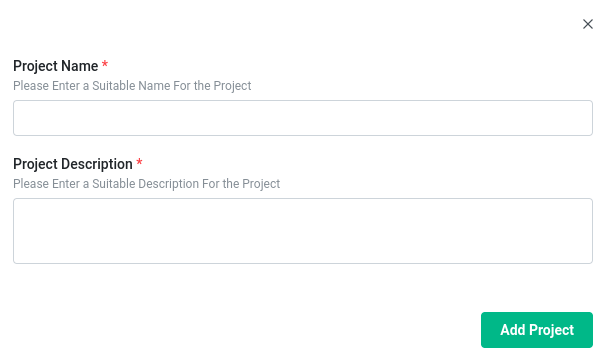 Project Name *
Please Enter a Suitable Name For the Project
Project Description *
Please Enter a Suitable Description For the Project
Add Project